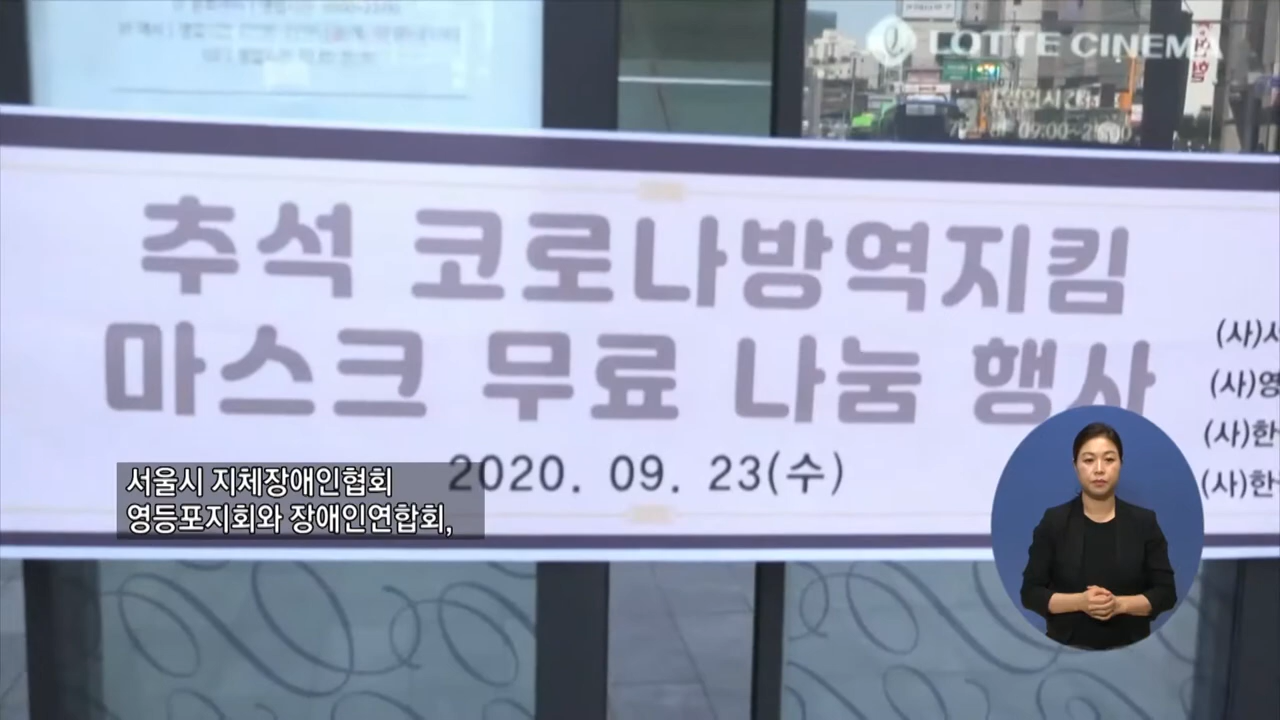 LOTTE CINEMA
추석 코로나방역지킴
마스크 무료 나눔 행사
2020. 09. 23(수)
(사)
(사)영
(사)한
(사)한
서울시 지체장애인협회
영등포지회와 장애인연합회,